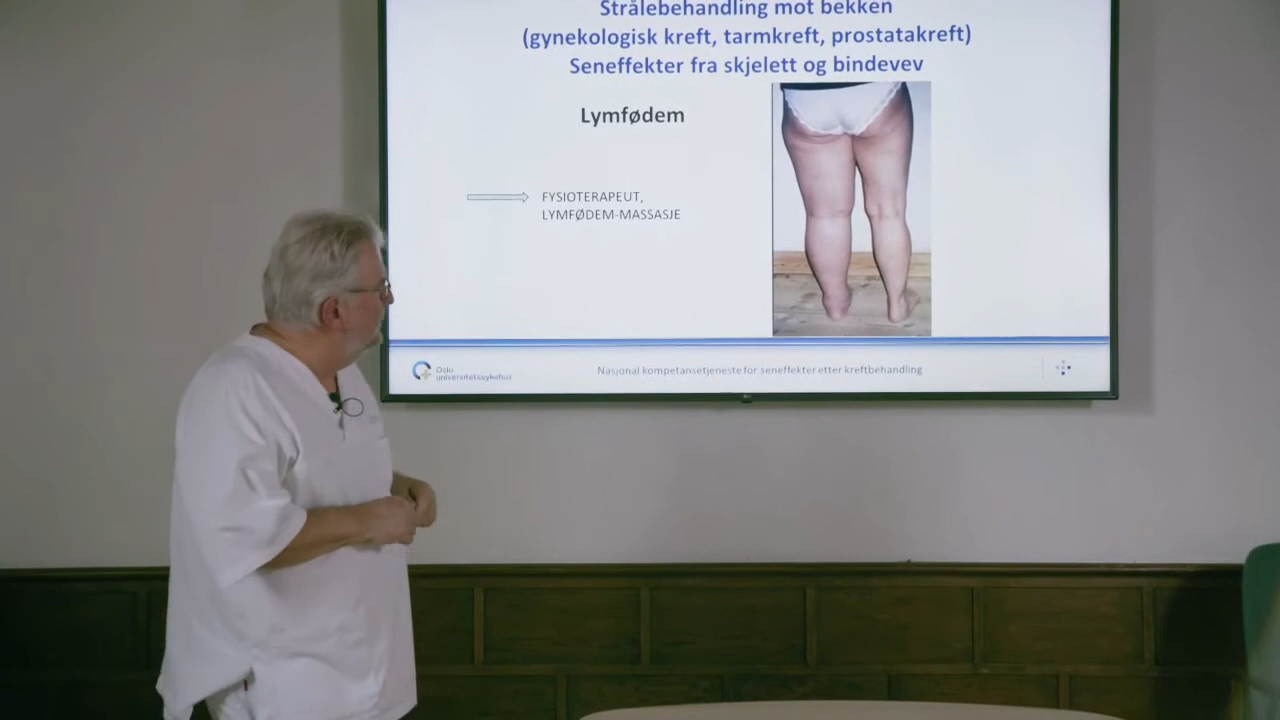 Strålebehandling mot bekken
(gynekologisk kreft, tarmkreft, prostatakreft)
Seneffekter fra skjelett og bindevev
Lymfødem
FYSIOTERAPEUT,
LYMFØDEM-MASSASJE
Oslo
universitetssykehus
Nasjonal kompetansetjeneste for seneffekter etter kreftbehandling